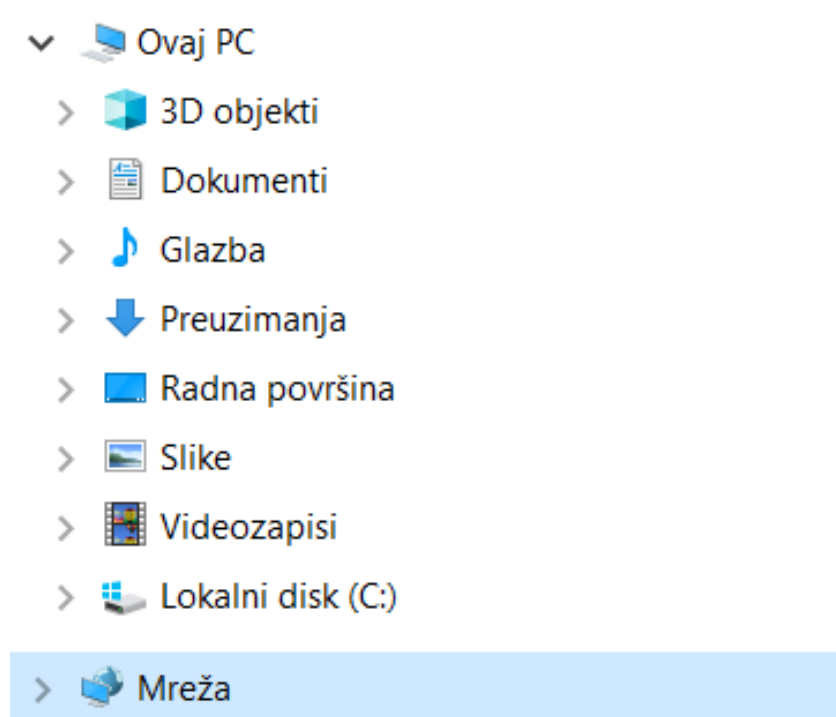 Ovaj PC
3D objekti
Dokumenti
Glazba
Preuzimanja
Radna površina
Slike
Videozapisi
Lokalni disk (C:)
Mreža